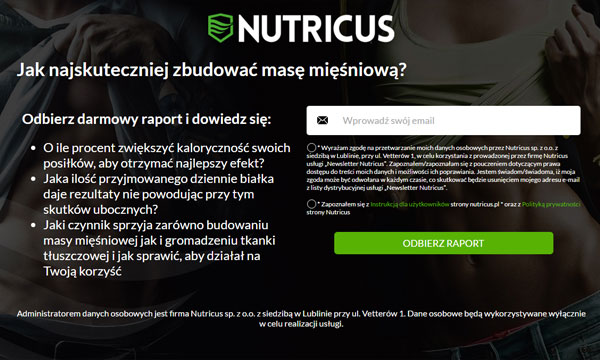 NUTRICUS
Jak najskuteczniej zbudować masę mięśniową?
Odbierz darmowy raport i dowiedz się:
• O ile procent zwiększyć kaloryczność swoich
posiłków, aby otrzymać najlepszy efekt?
• Jaka ilość przyjmowanego dziennie białka
daje rezultaty nie powodując przy tym
skutków ubocznych?
• Jaki czynnik sprzyja zarówno budowaniu
masy mięśniowej jak i gromadzeniu tkanki
tłuszczowej i jak sprawić, aby działał na
Twoją korzyść
Wprowadź swój email
* Wyrażam zgodę na przetwarzanie moich danych osobowych przez Nutricus sp. z o.o. z
siedzibą w Lublinie, przy ul. Vetterów 1, w celu korzystania z prowadzonej przez firmę Nutricus
usługi „Newsletter Nutricus”. Zapoznałem/zapoznałam się z pouczeniem dotyczącym prawa
dostępu do treści moich danych i możliwości ich poprawiania. Jestem świadom/świadoma, iż moja
zgoda może być odwołana w każdym czasie, co skutkować będzie usunięciem mojego adresu e-mail
z listy dystrybucyjnej usługi „Newsletter Nutricus”.
* Zapoznałem się z Instrukcją dla użytkowników strony nutricus.pl * oraz z Polityką prywatności
strony Nutricus
ODBIERZ RAPORT
Administratorem danych osobowych jest firma Nutricus sp. z o.o. z siedzibą w Lublinie przy ul. Vetterów 1. Dane osobowe będą wykorzystywane wyłącznie
w celu realizacji usługi.